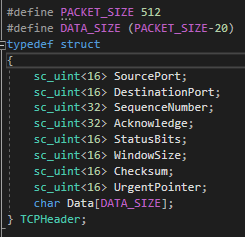 #define PACKET_SIZE 512
#define DATA_SIZE (PACKET_SIZE-20)
typedef struct
{
sc_uint<16> SourcePort;
sc_uint<16> DestinationPort;
sc_uint<32> SequenceNumber;
sc_uint<32> Acknowledge;
sc_uint<16> StatusBits;
sc_uint<16> WindowSize;
sc_uint<16> Checksum;
sc_uint<16> UrgentPointer;
char Data[DATA_SIZE];
} TCPHeader;